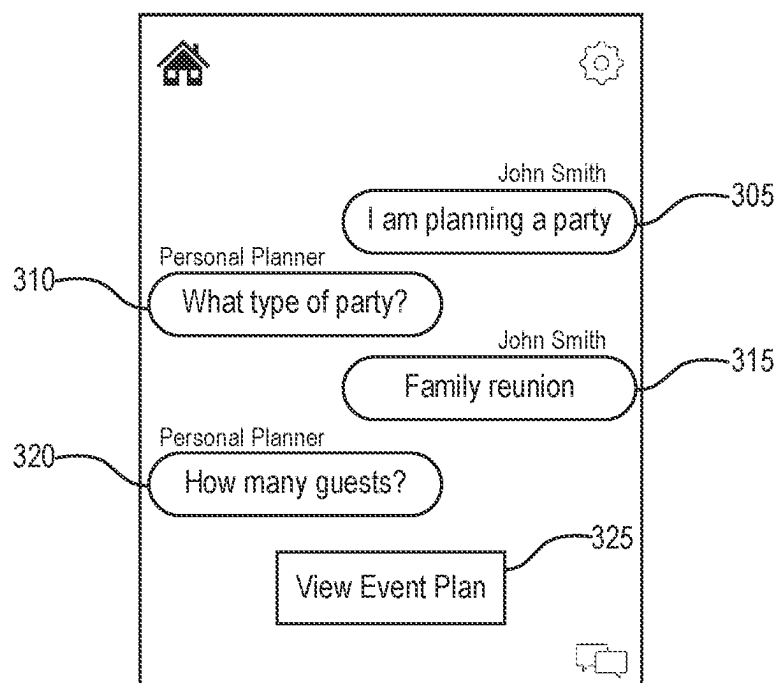 John Smith
I am planning a party
305
Personal Planner
310
What type of party?
John Smith
Family reunion
315
Personal Planner
320
How many guests?
325
View Event Plan